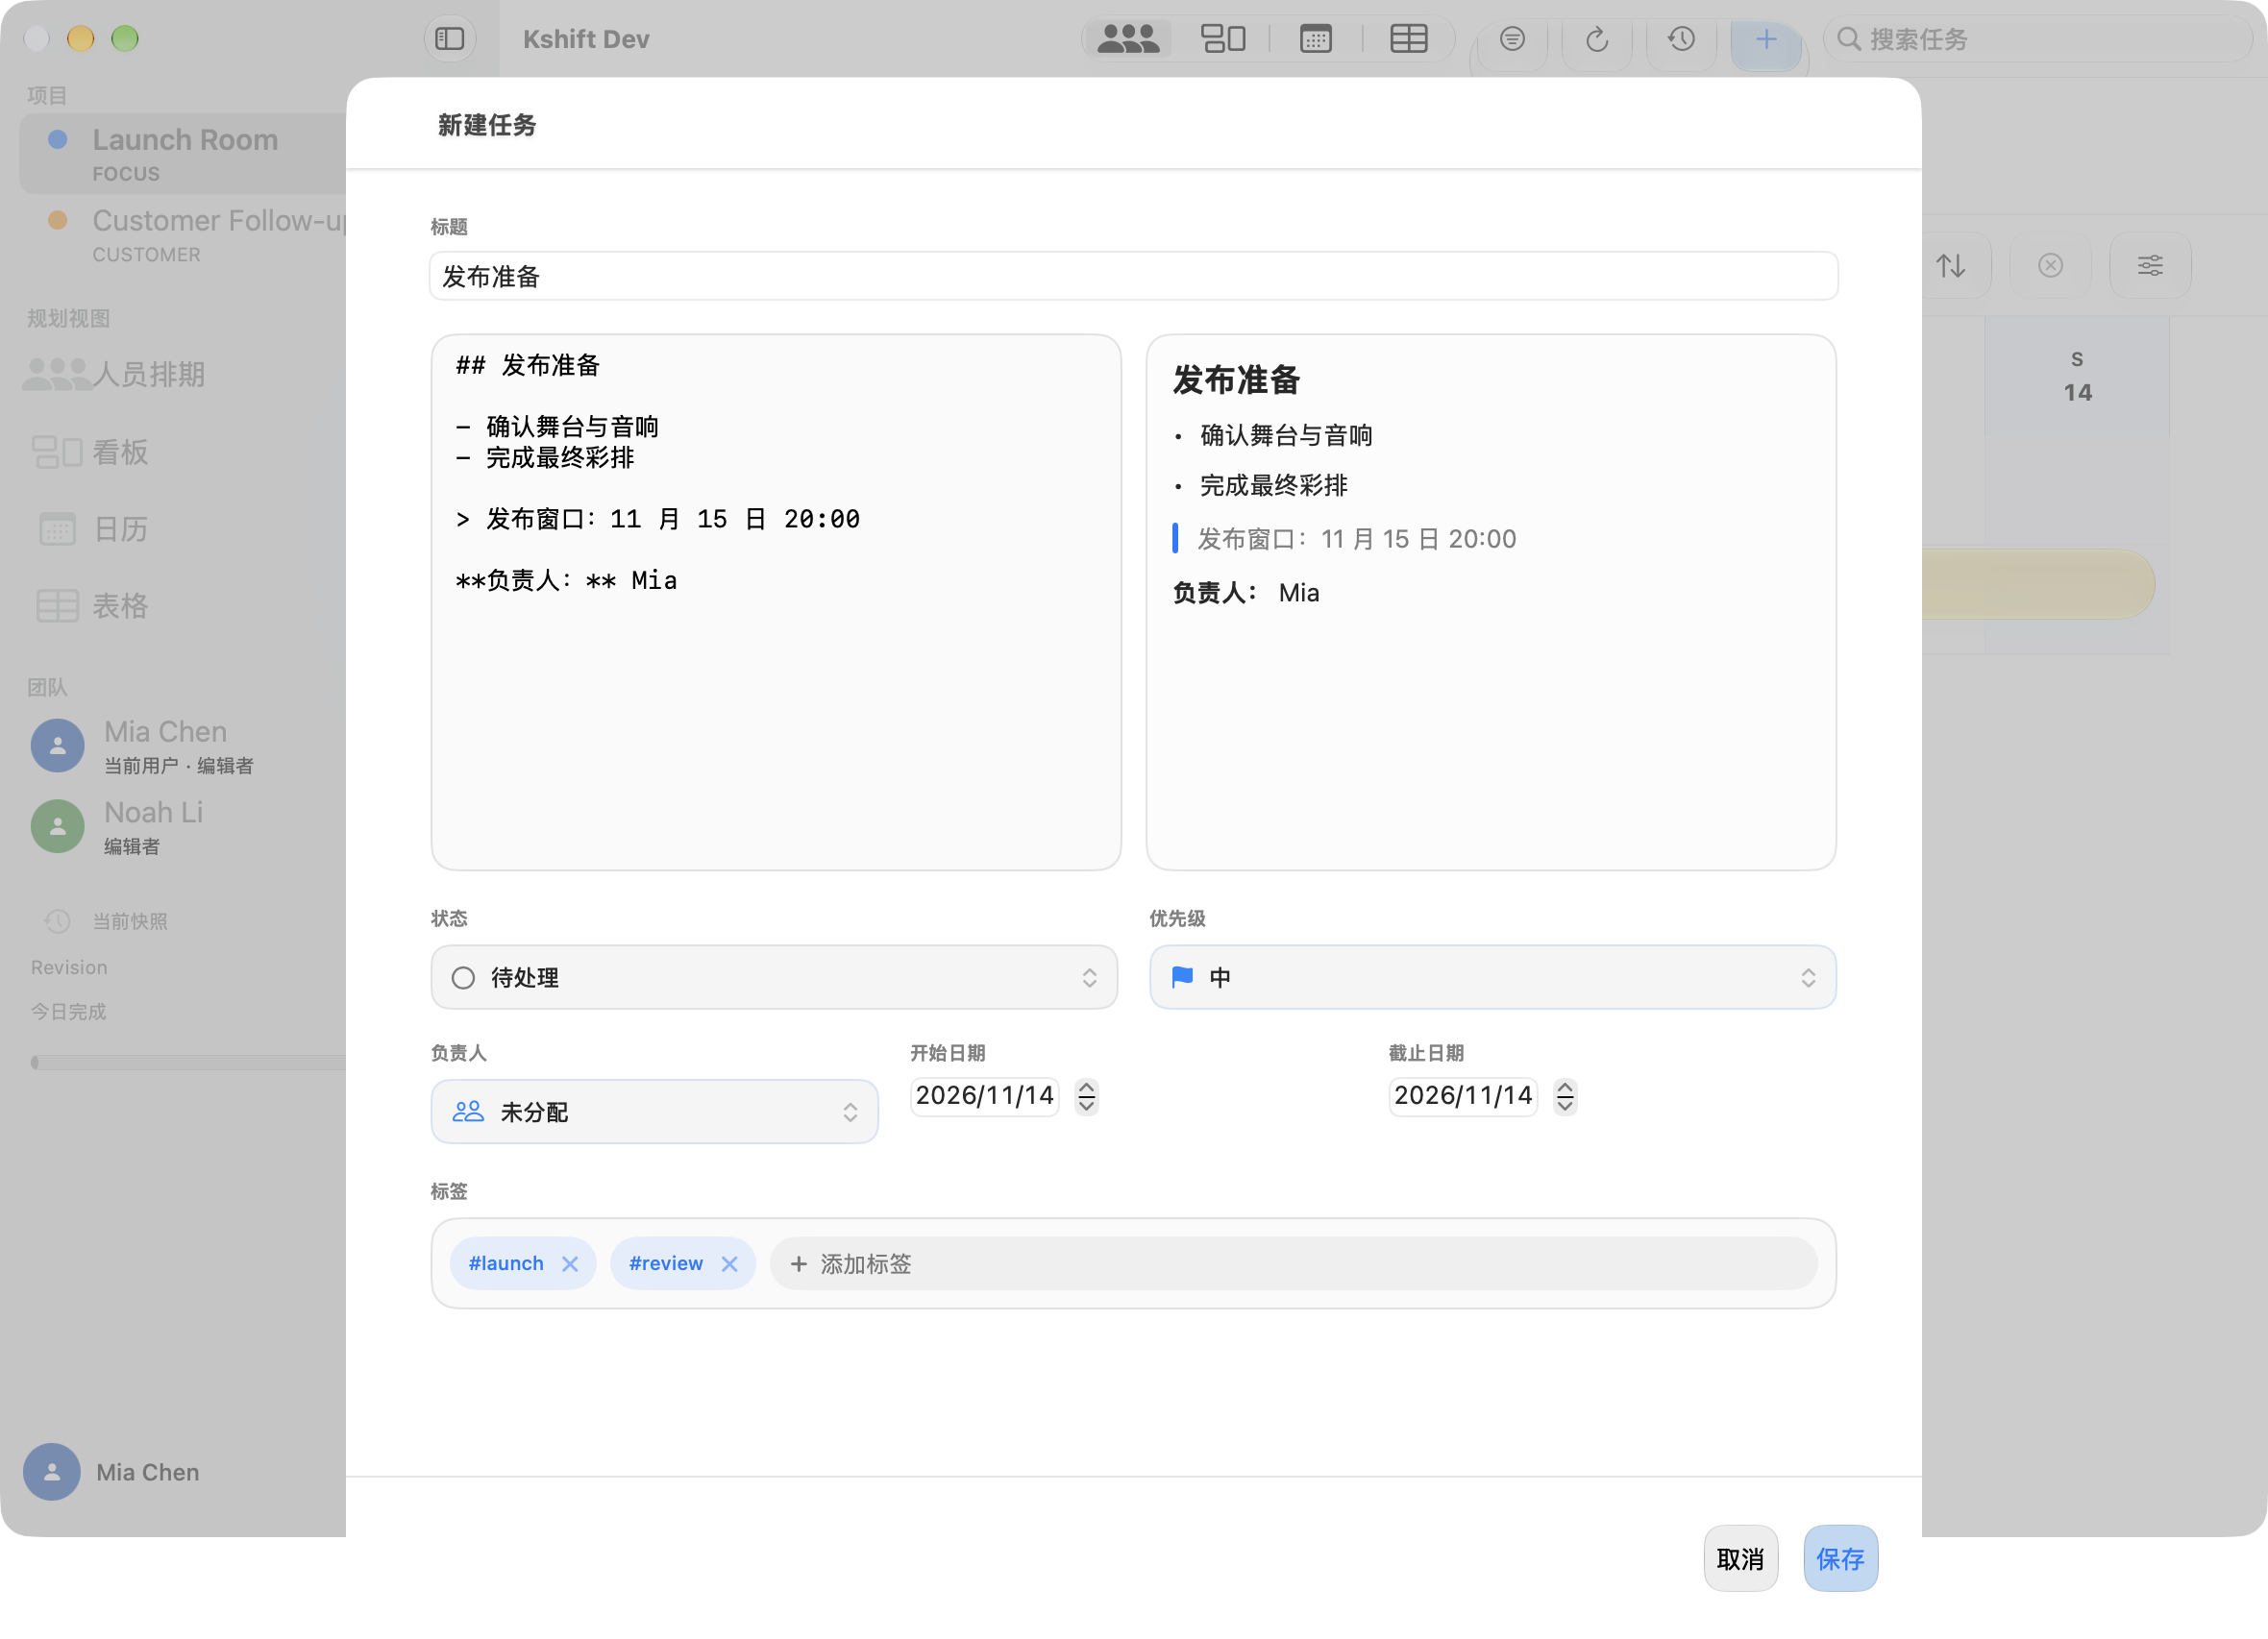 Kshift Dev
搜索任务
项目
Launch Room
FOCUS
Customer Follow-up
CUSTOMER
规划视图
人员排期
看板
日历
表格
团队
Mia Chen
当前用户 · 编辑者
Noah Li
编辑者
当前快照
Revision
今日完成
Mia Chen
S
14
新建任务
标题
发布准备
## 发布准备
- 确认舞台与音响
- 完成最终彩排
> 发布窗口：11 月 15 日 20:00
**负责人：** Mia
发布准备
• 确认舞台与音响
• 完成最终彩排
发布窗口：11 月 15 日 20:00
负责人： Mia
状态
优先级
待处理
中
负责人
开始日期
截止日期
未分配
2026/11/14
2026/11/14
标签
#launch
#review
添加标签
取消
保存